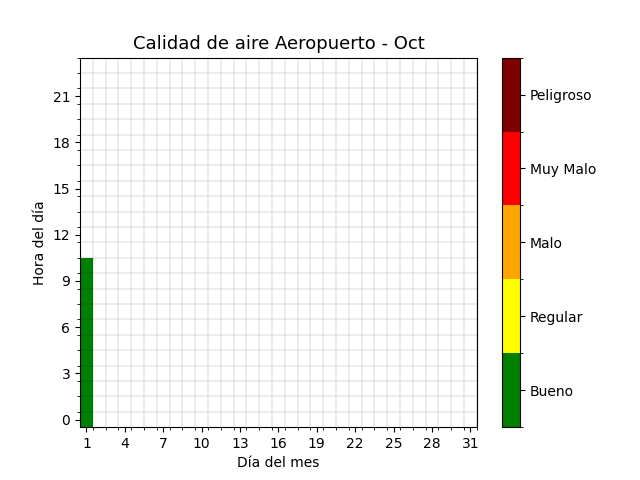 Calidad de aire Aeropuerto - Oct
Peligroso
Muy Malo
Malo
Regular
Bueno
Hora del día
21
18
15
12
9
6
3
0
1 4 7 10 13 16 19 22 25 28 31
Día del mes